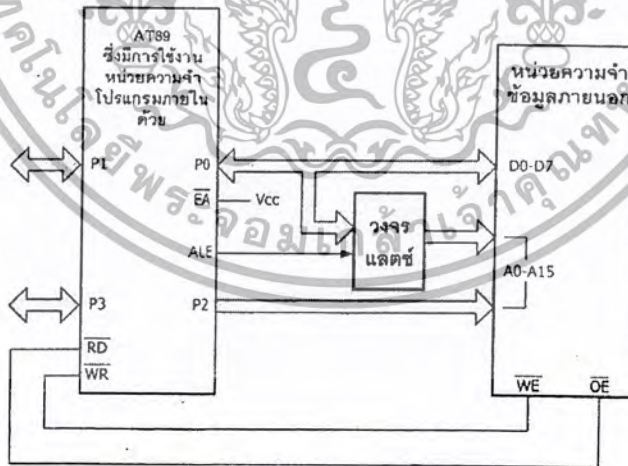 AT89
ซึ่งมีการใช้งาน
หน่วยความจำ
โปรแกรมภายใน
ด้วย
หน่วยความจำ
ข้อมูลภายนอก
P1
P0
D0-D7
EA
Vcc
วงจร
แลตช์
ALE
A0-A15
P3
P2
RD
WR
WE
OE